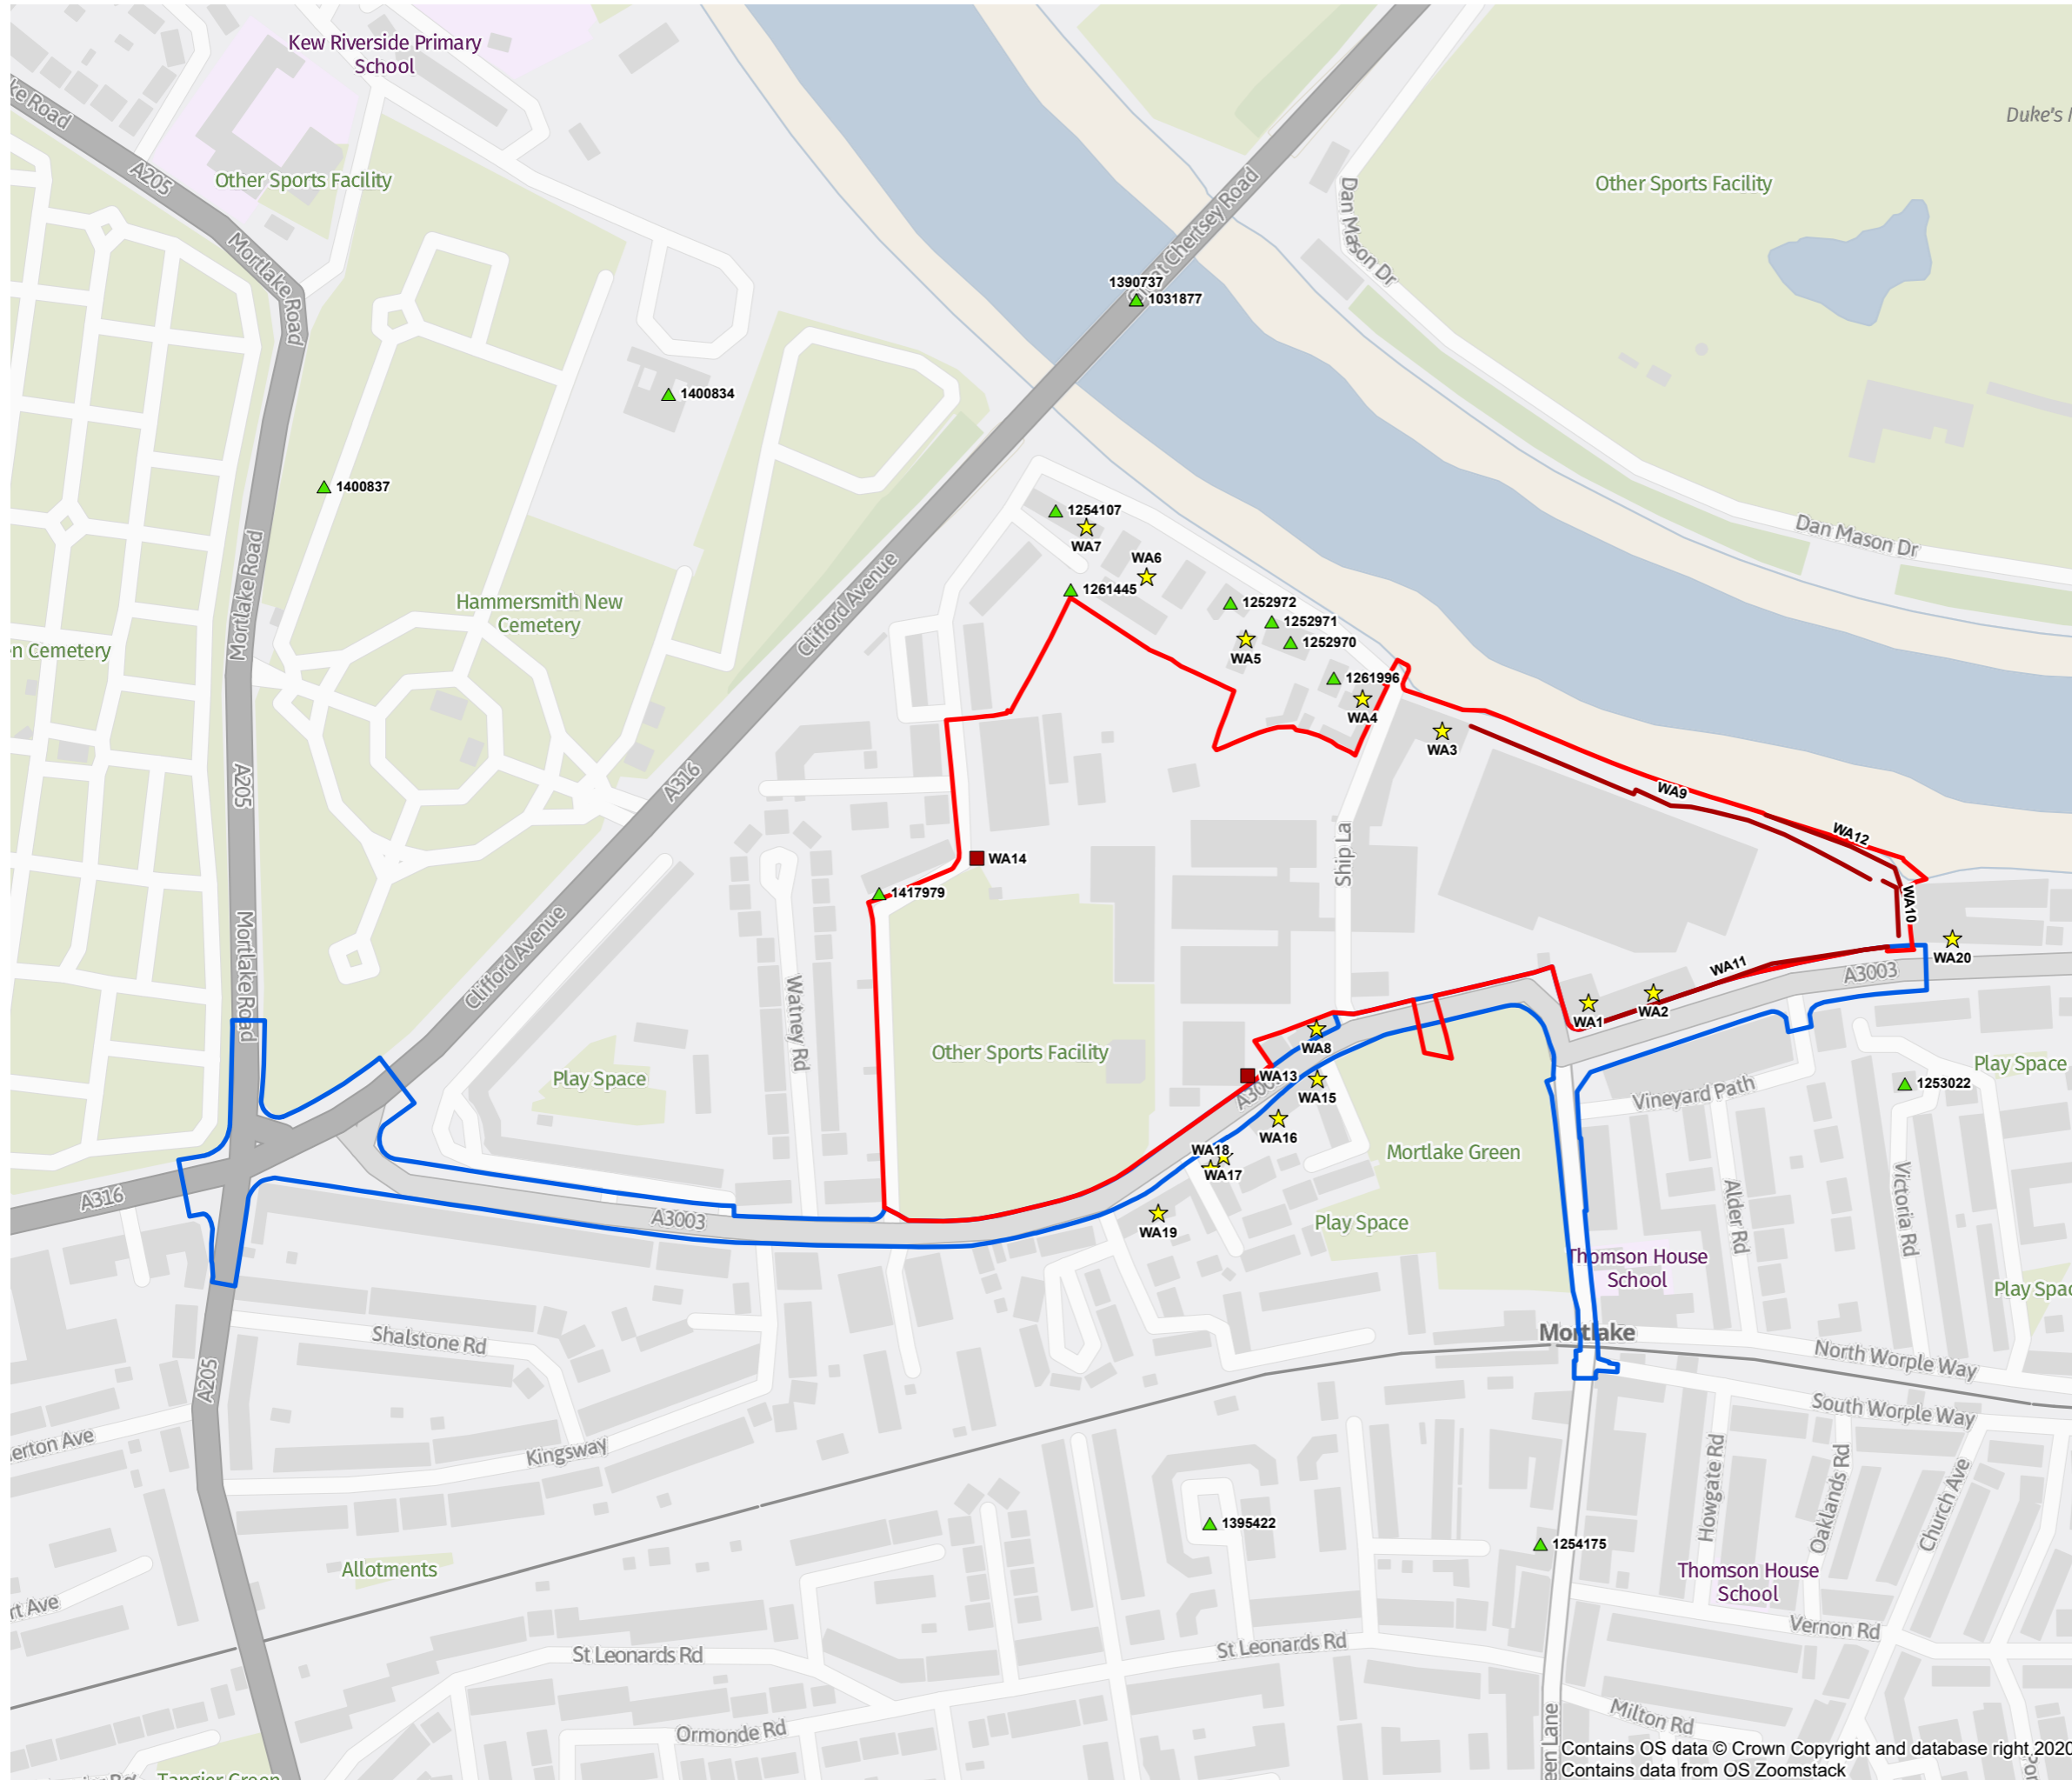 Kew Riverside Primary
School
Duke's
Other Sports Facility
Other Sports Facility
A205
Mortlake Road
Great Chertsey Road
Dan Mason Dr
1390737
1031877
1400834
1400837
Dan Mason Dr
1254107
WA7
WA6
1261445
Mortlake Road
Clifford Avenue
Hammersmith New
Cemetery
Cemetery
1252972
1252971
1252970
WA5
1261996
WA4
WA3
A205
A316
WA9
WA12
Ship La
WA14
1417979
WA10
Mortlake Road
Clifford Avenue
WA20
WA11
A3003
WA1
WA2
Watney Rd
WA8
Other Sports Facility
Play Space
WA13
WA15
Play Space
1253022
Vineyard Path
WA16
WA18
WA17
Mortlake Green
A316
A3003
WA19
Play Space
Alder Rd
Victoria Rd
Thomson House
School
Play
Mortlake
Shalstone Rd
A205
North Worple Way
South Worple Way
Kingsway
Howgate Rd
Oaklands Rd
Church Ave
1395422
1254175
Allotments
Thomson House
School
Ave
St Leonards Rd
St Leonards Rd
Vernon Rd
Ormonde Rd
Milton Rd
Lane
Contains OS data © Crown Copyright and database right 2020
Contains data from OS Zoomstack
Tangier Green